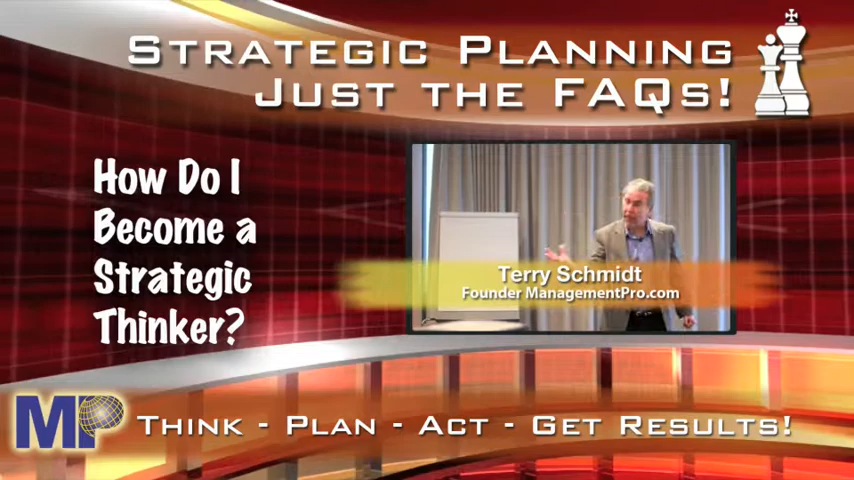 Strategic Planning
Just the FAQs!
How Do I
Become a
Strategic
Thinker?
Terry Schmidt
Founder ManagementPro.com
MP
Think - Plan - Act - Get Results!